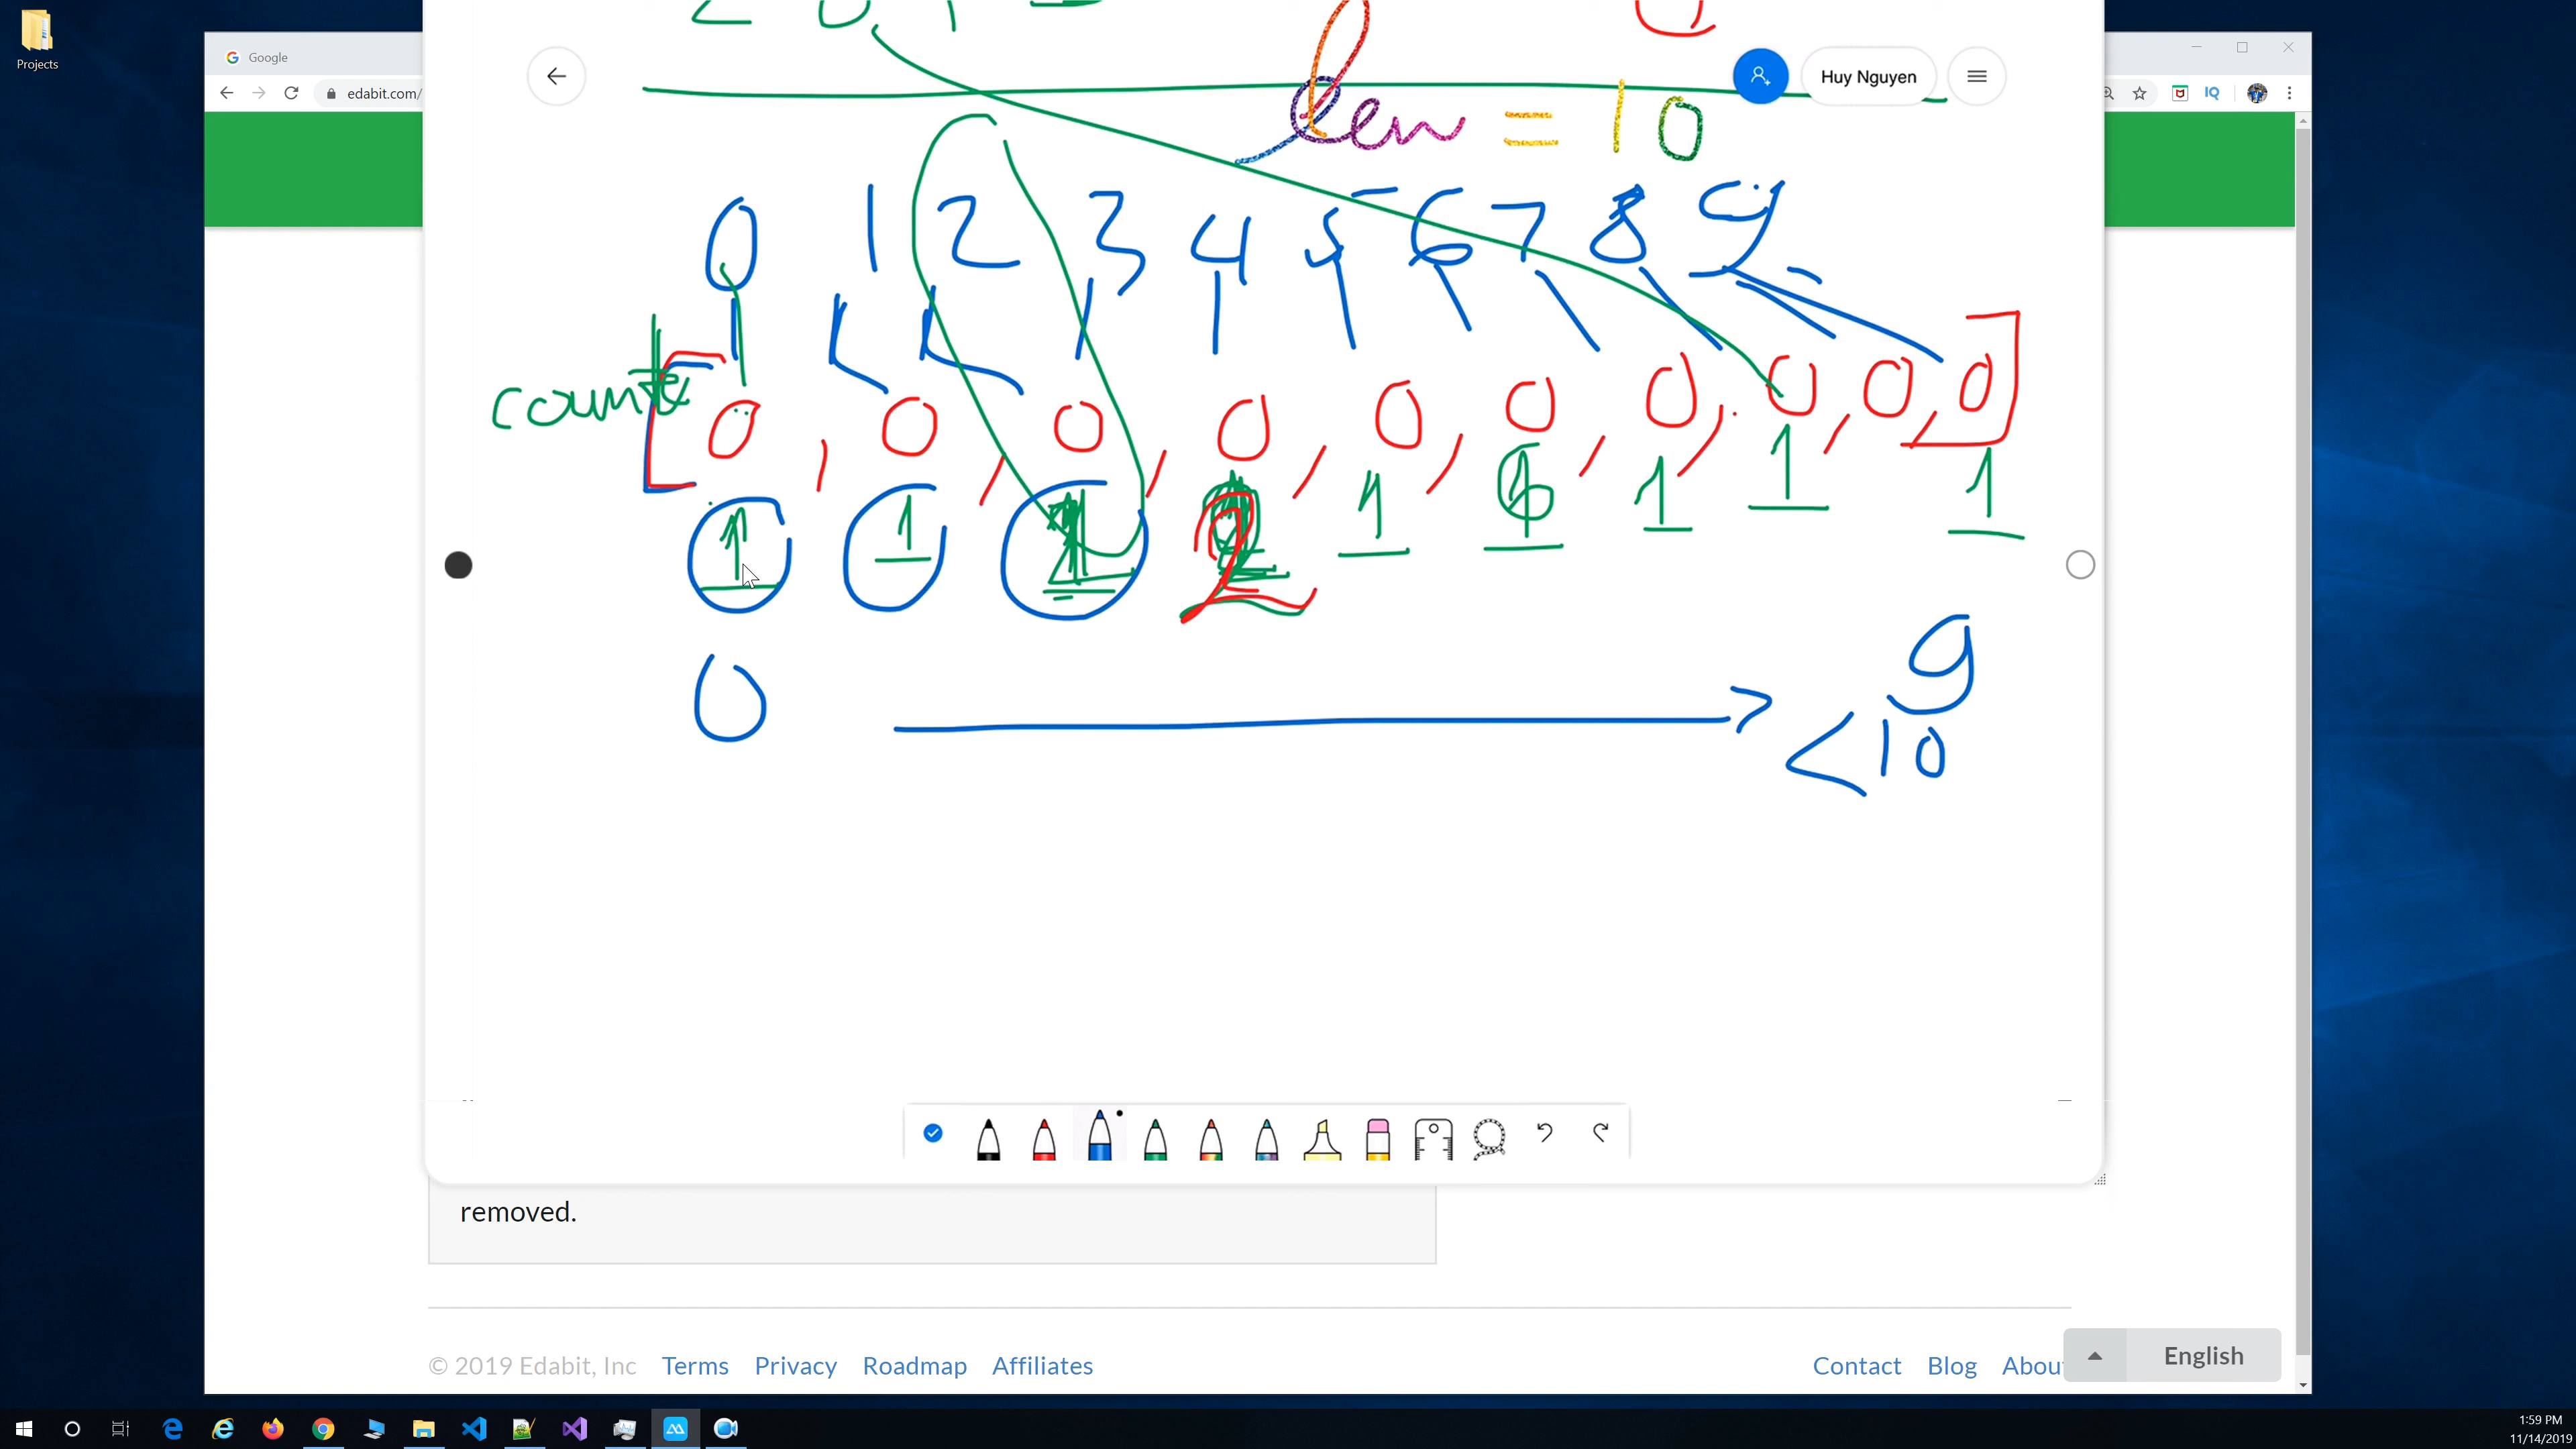 Projects
Google
edabit.com/
Huy Nguyen
len = 10
0 1 2 3 4 5 6 7 8 9
counts
[0, 0, 0, 0, 0, 0, 0, 0, 0, 0]
1 1 1 2 1 1 1 1 1
0 9
<10
removed.
© 2019 Edabit, Inc Terms Privacy Roadmap Affiliates Contact Blog Abou
English
1:59 PM
11/14/2019